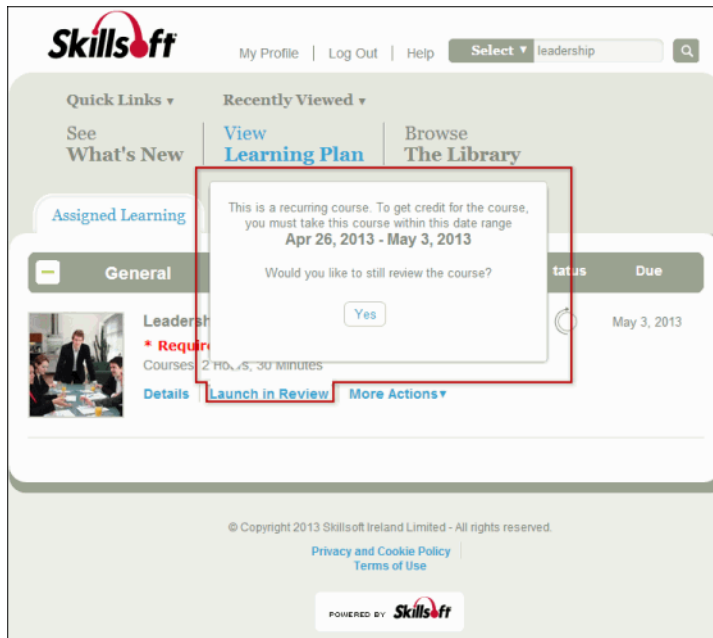 Skillsoft
My Profile | Log Out | Help
Select ▼ leadership
Quick Links ▼ Recently Viewed ▼
See
What's New
View
Learning Plan
Browse
The Library
Assigned Learning
This is a recurring course. To get credit for the course,
you must take this course within this date range
Apr 26, 2013 - May 3, 2013
Would you like to still review the course?
Yes
General tatus Due
Leadersh
* Require
May 3, 2013
Courses, 2 Hours, 30 Minutes
Details Launch in Review More Actions▼
© Copyright 2013 Skillsoft Ireland Limited - All rights reserved.
Privacy and Cookie Policy
Terms of Use
POWERED BY Skillsoft